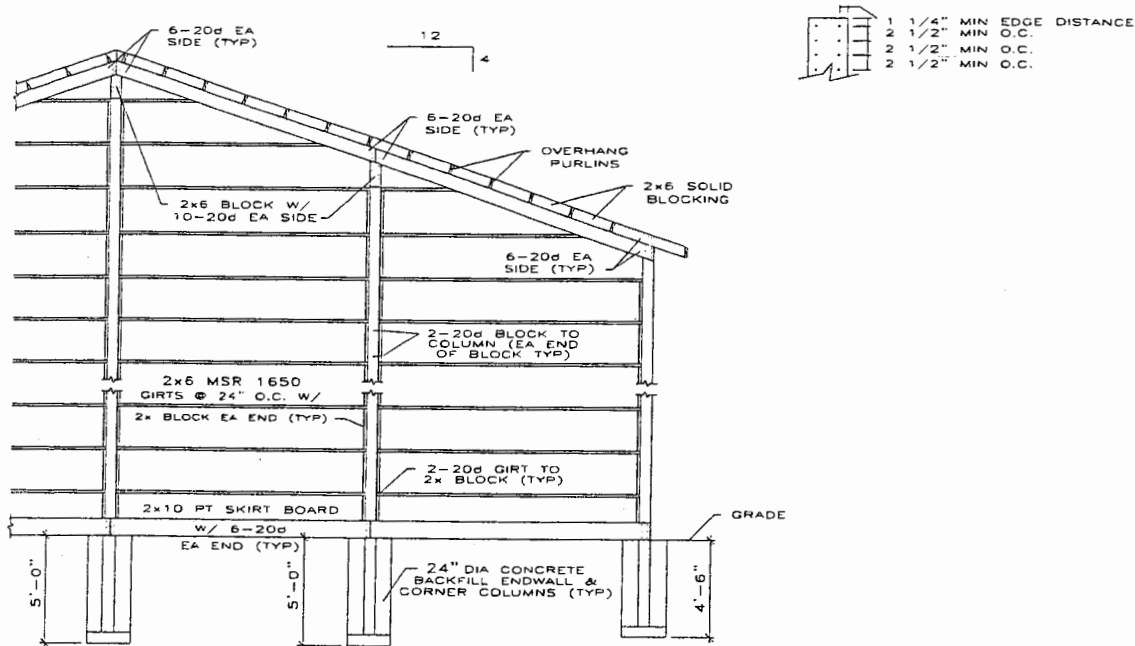 6-20d EA
SIDE (TYP)
12
4
1 1/4" MIN EDGE DISTANCE
2 1/2" MIN O.C.
2 1/2" MIN O.C.
2 1/2" MIN O.C.
6-20d EA
SIDE (TYP)
OVERHANG
PURLINS
2x6 SOLID
BLOCKING
2x6 BLOCK W/
10-20d EA SIDE
6-20d EA
SIDE (TYP)
2-20d BLOCK TO
COLUMN (EA END
OF BLOCK TYP)
2x6 MSR 1650
GIRTS @ 24" O.C. W/
2x BLOCK EA END (TYP)
2-20d GIRT TO
2x BLOCK (TYP)
2x10 PT SKIRT BOARD
W/ 6-20d
EA END (TYP)
GRADE
24" DIA CONCRETE
BACKFILL ENDWALL &
CORNER COLUMNS (TYP)
5'-0"
5'-0"
4'-6"